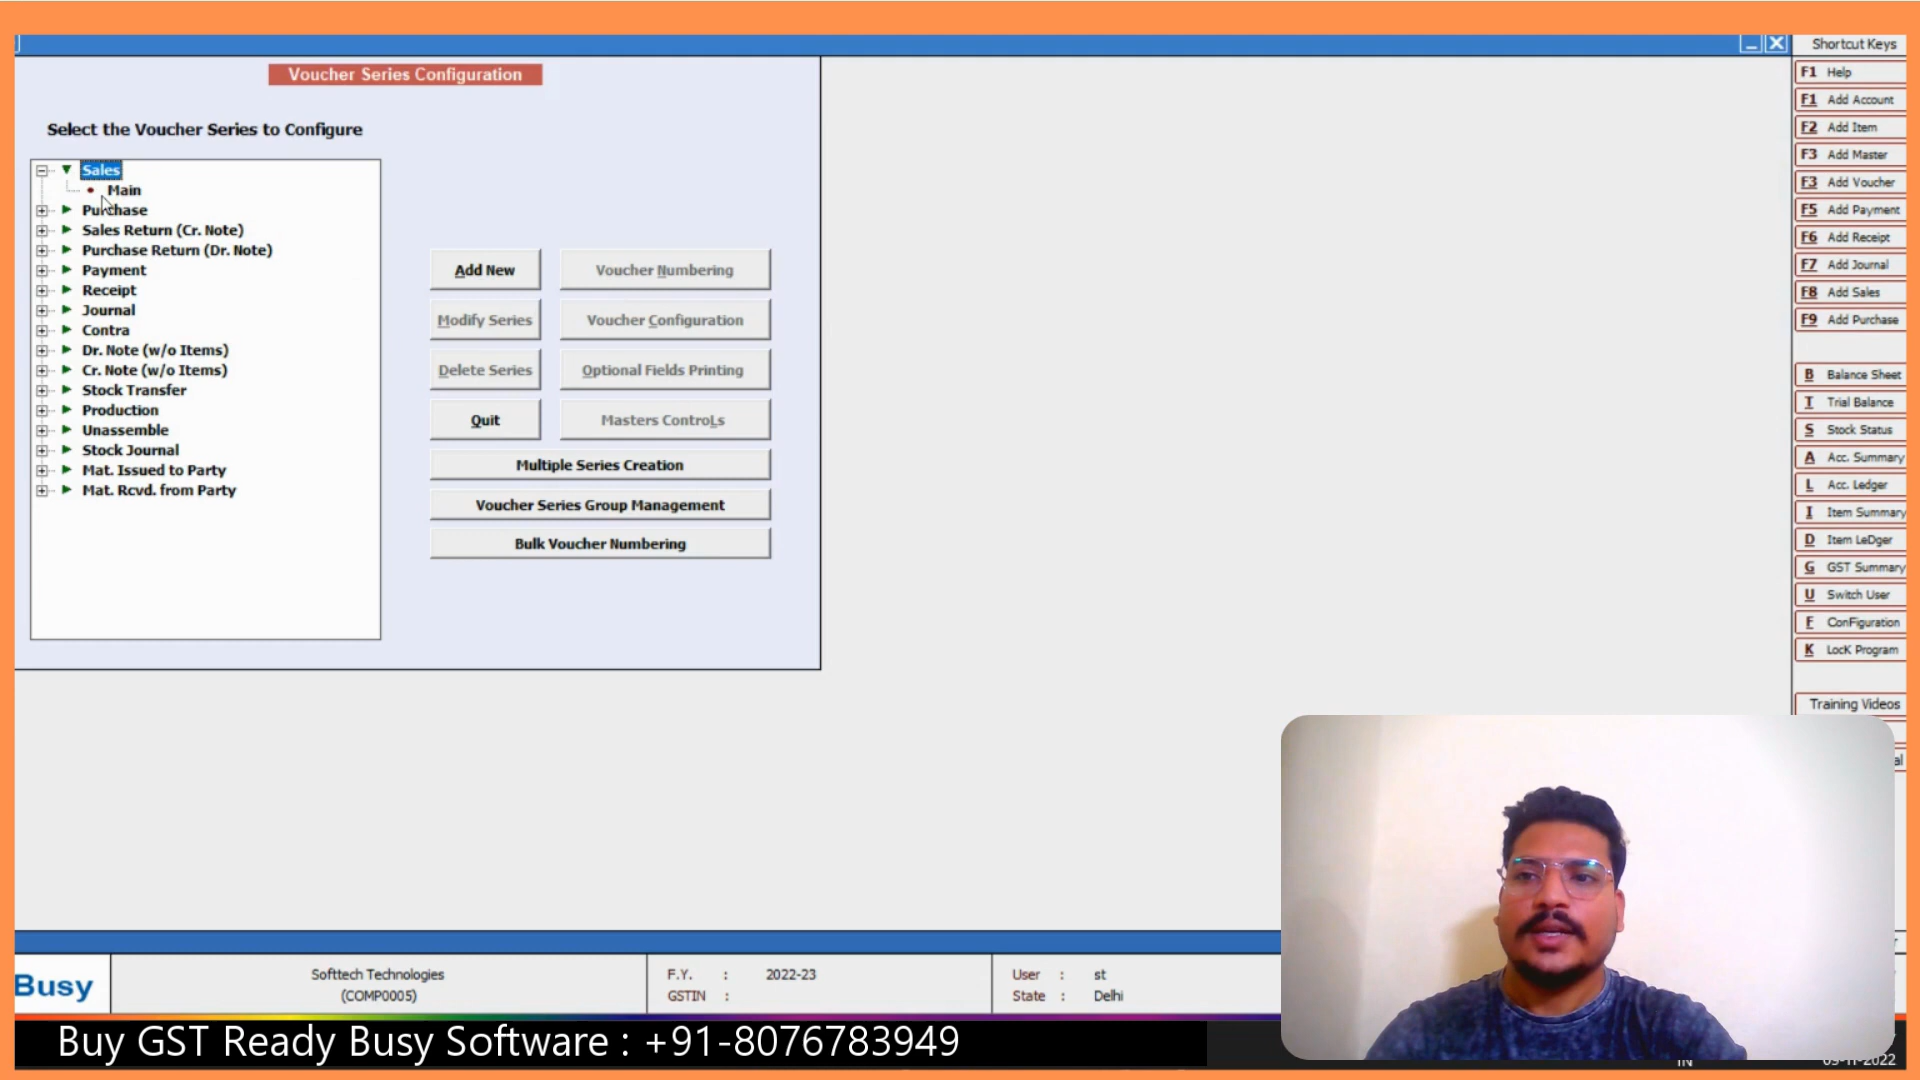 Shortcut Keys
Voucher Series Configuration
Select the Voucher Series to Configure
Sales
Main
Purchase
Sales Return (Cr. Note)
Purchase Return (Dr. Note)
Payment
Receipt
Journal
Contra
Dr. Note (w/o Items)
Cr. Note (w/o Items)
Stock Transfer
Production
Unassemble
Stock Journal
Mat. Issued to Party
Mat. Rcvd. from Party
Add New
Voucher Numbering
Modify Series
Voucher Configuration
Delete Series
Optional Fields Printing
Quit
Masters ControLs
Multiple Series Creation
Voucher Series Group Management
Bulk Voucher Numbering
F1 Help
F1 Add Account
F2 Add Item
F3 Add Master
F3 Add Voucher
F5 Add Payment
F6 Add Receipt
F7 Add Journal
F8 Add Sales
F9 Add Purchase
B Balance Sheet
T Trial Balance
S Stock Status
A Acc. Summary
L Acc. Ledger
I Item Summary
D Item LeDger
G GST Summary
U Switch User
F ConFiguration
K LocK Program
Training Videos
Busy
Softtech Technologies
(COMP0005)
F.Y. : 2022-23
GSTIN :
User : st
State : Delhi
Buy GST Ready Busy Software : +91-8076783949